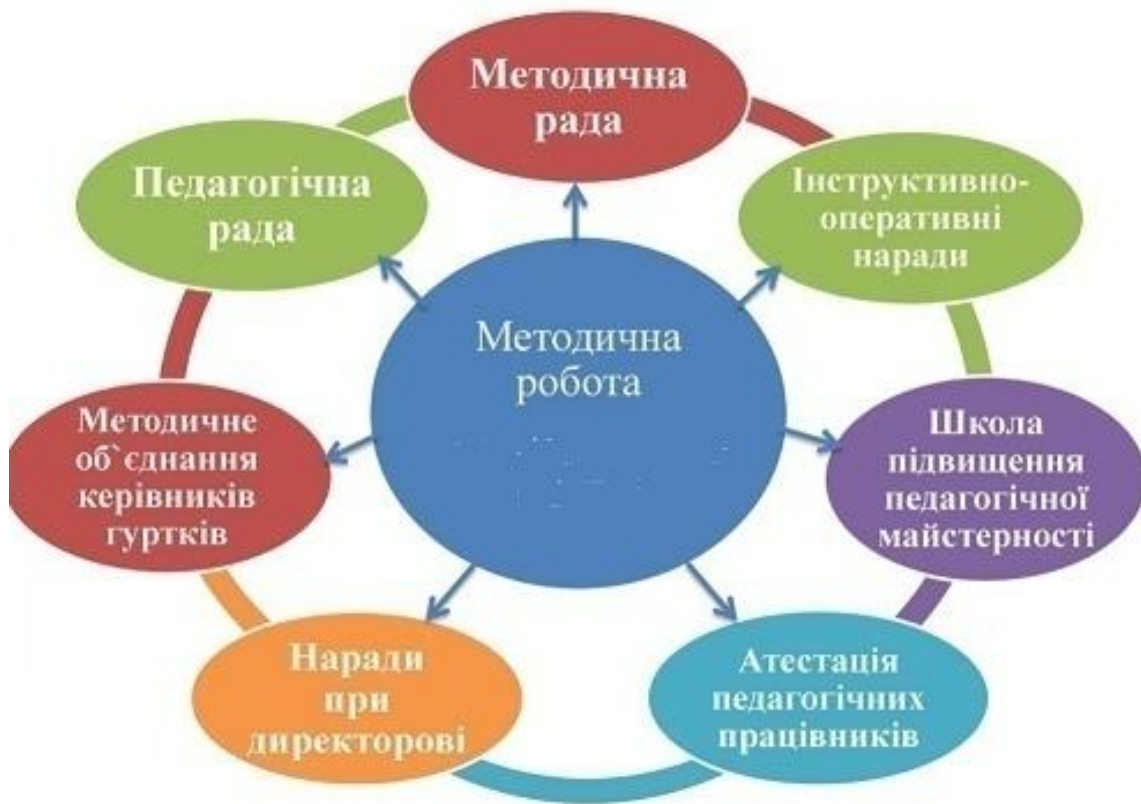 Методична
рада
Інструктивно-
оперативні
наради
Школа
підвищення
педагогічної
майстерності
Атестація
педагогічних
працівників
Наради
при
директорові
Методичне
об`єднання
керівників
гуртків
Педагогічна
рада
Методична
робота